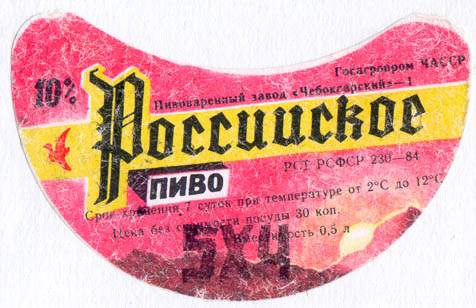 Госагропром ЧАССР
10% Пивоваренный завод «Чебоксарский»—1
Российское
ПИВО
РСТ РСФСР 230—84
Срок хранения 7 суток при температуре от 2°С до 12°С
Цена без стоимости посуды 30 коп.
Вместимость 0,5 л
5X4